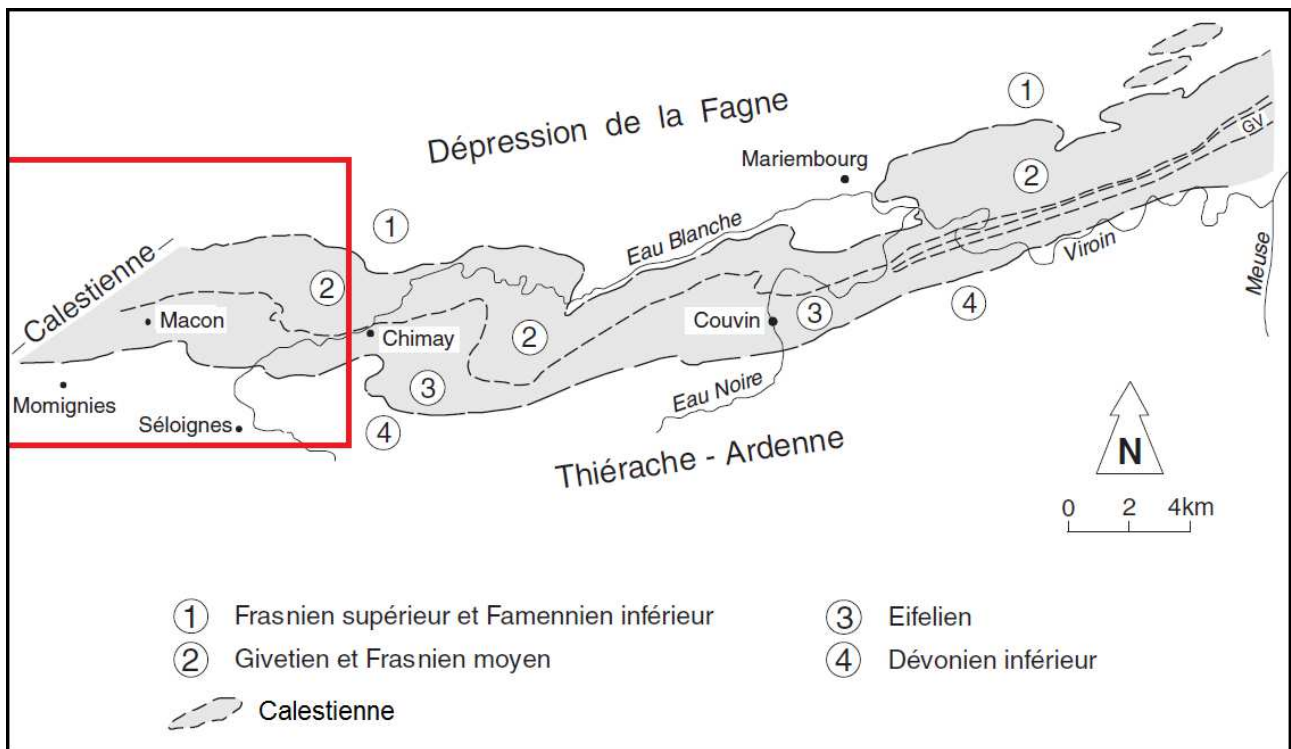 1
Dépression de la Fagne
Mariembourg
GV
2
1
Eau Blanche
Calestienne
2
Macon
Chimay
2
Couvin
3
Viroin
Meuse
4
3
Momignies
Eau Noire
Séloignes
4
Thiérache - Ardenne
N
0 2 4km
1 Frasnien supérieur et Famennien inférieur
2 Givetien et Frasnien moyen
Calestienne
3 Eifelien
4 Dévonien inférieur